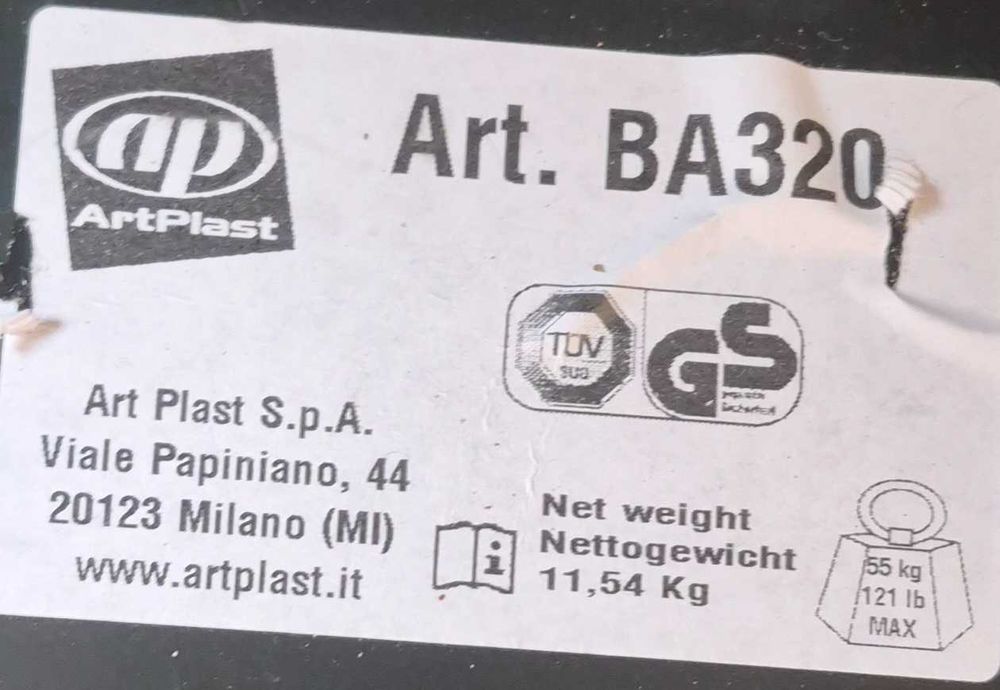 ap
ArtPlast
Art. BA320
TÜV
SÜD
GS
Art Plast S.p.A.
Viale Papiniano, 44
20123 Milano (MI)
www.artplast.it
i
Net weight
Nettogewicht
11,54 Kg
55 kg
121 lb
MAX